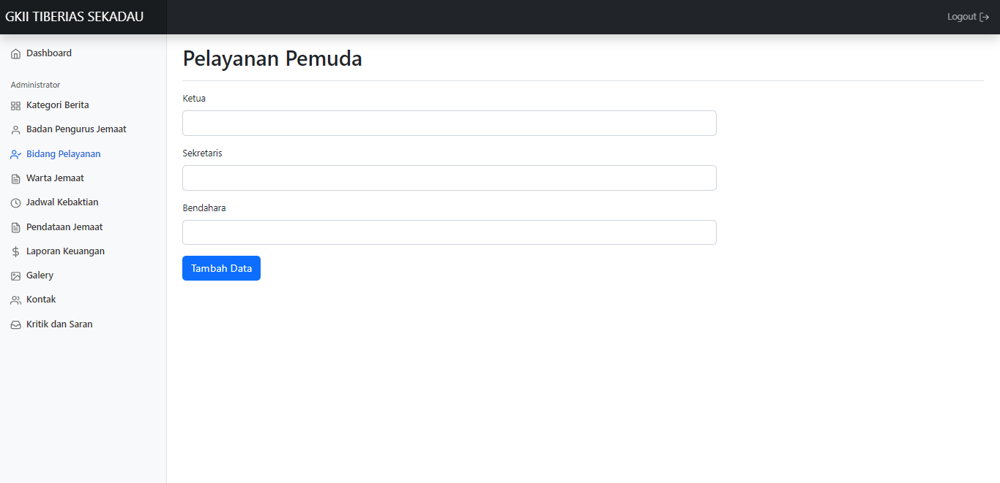 GKII TIBERIAS SEKADAU
Logout
Dashboard
Administrator
Kategori Berita
Badan Pengurus Jemaat
Bidang Pelayanan
Warta Jemaat
Jadwal Kebaktian
Pendataan Jemaat
Laporan Keuangan
Galery
Kontak
Kritik dan Saran
Pelayanan Pemuda
Ketua
Sekretaris
Bendahara
Tambah Data